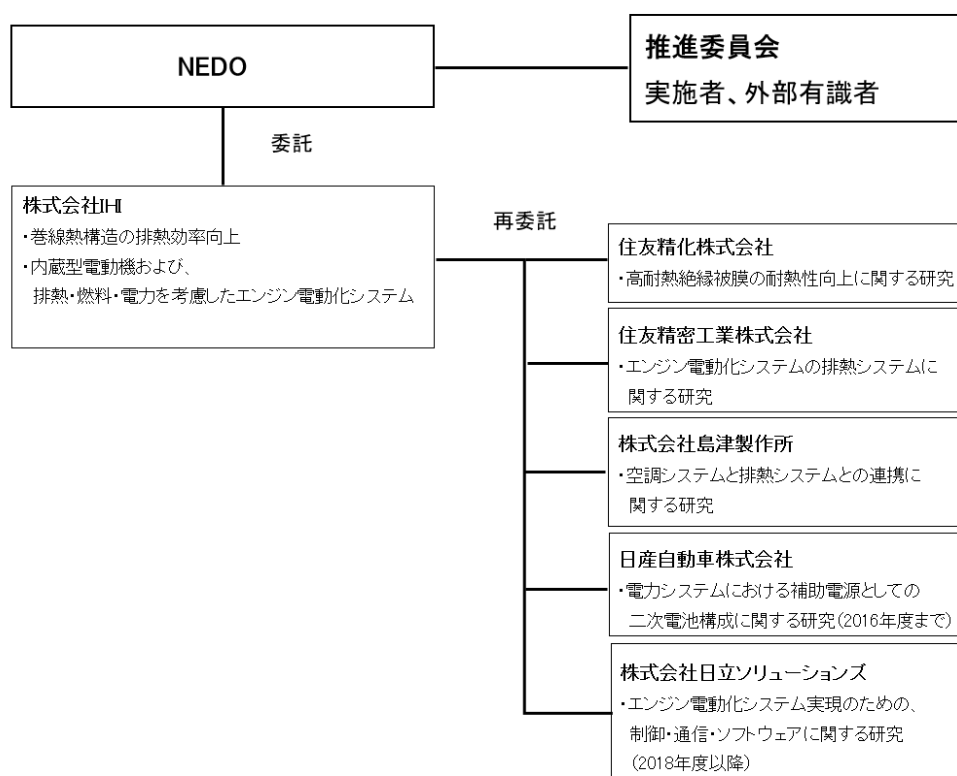 NEDO
推進委員会
実施者、外部有識者
委託
株式会社IHI
・巻線熱構造の排熱効率向上
・内蔵型電動機および、
排熱・燃料・電力を考慮したエンジン電動化システム
再委託
住友精化株式会社
・高耐熱絶縁被膜の耐熱性向上に関する研究
住友精密工業株式会社
・エンジン電動化システムの排熱システムに
関する研究
株式会社島津製作所
・空調システムと排熱システムとの連携に
関する研究
日産自動車株式会社
・電力システムにおける補助電源としての
二次電池構成に関する研究(2016年度まで)
株式会社日立ソリューションズ
・エンジン電動化システム実現のための、
制御・通信・ソフトウェアに関する研究
(2018年度以降)